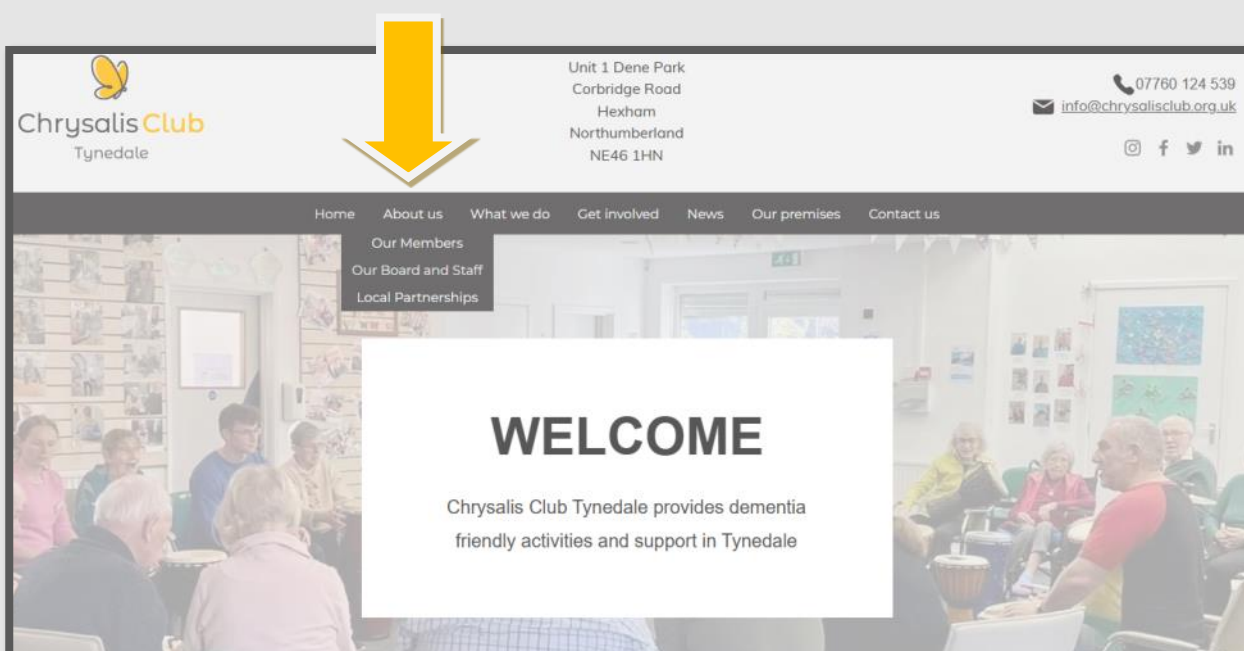 Chrysalis Club
Tynedale
Unit 1 Dene Park
Corbridge Road
Hexham
Northumberland
NE46 1HN
07760 124 539
info@chrysalisclub.org.uk
Home About us What we do Get involved News Our premises Contact us
Our Members
Our Board and Staff
Local Partnerships
WELCOME
Chrysalis Club Tynedale provides dementia
friendly activities and support in Tynedale